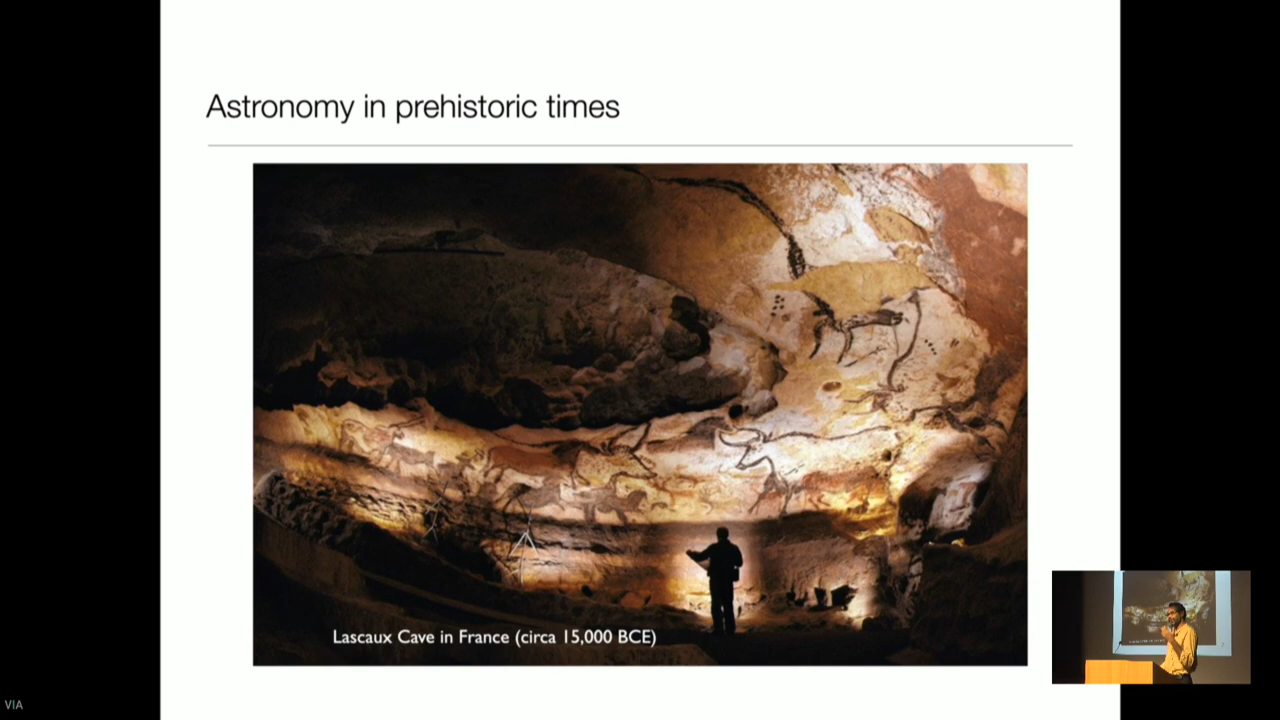 Astronomy in prehistoric times
Lascaux Cave in France (circa 15,000 BCE)
VIA